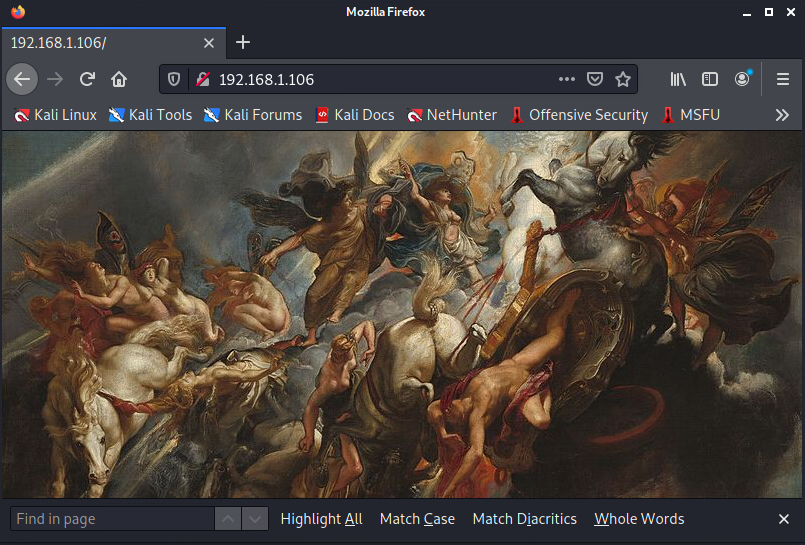 Mozilla Firefox
192.168.1.106/
192.168.1.106
Kali Linux Kali Tools Kali Forums Kali Docs NetHunter Offensive Security MSFU
Find in page Highlight All Match Case Match Diacritics Whole Words